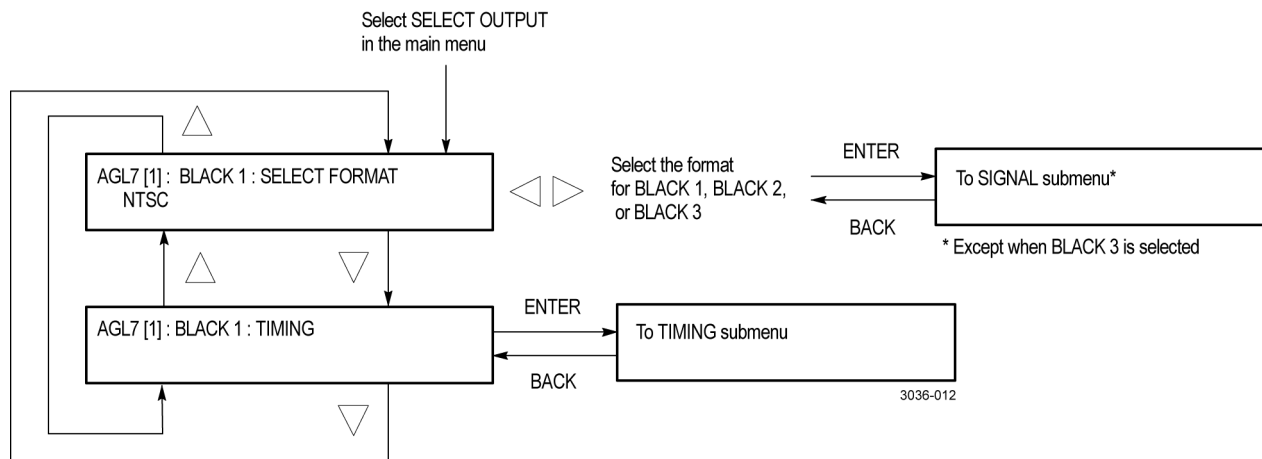 Select SELECT OUTPUT
in the main menu
AGL7 [1] : BLACK 1 : SELECT FORMAT
NTSC
Select the format
for BLACK 1, BLACK 2,
or BLACK 3
ENTER
BACK
To SIGNAL submenu*
* Except when BLACK 3 is selected
AGL7 [1] : BLACK 1 : TIMING
ENTER
BACK
To TIMING submenu
3036-012